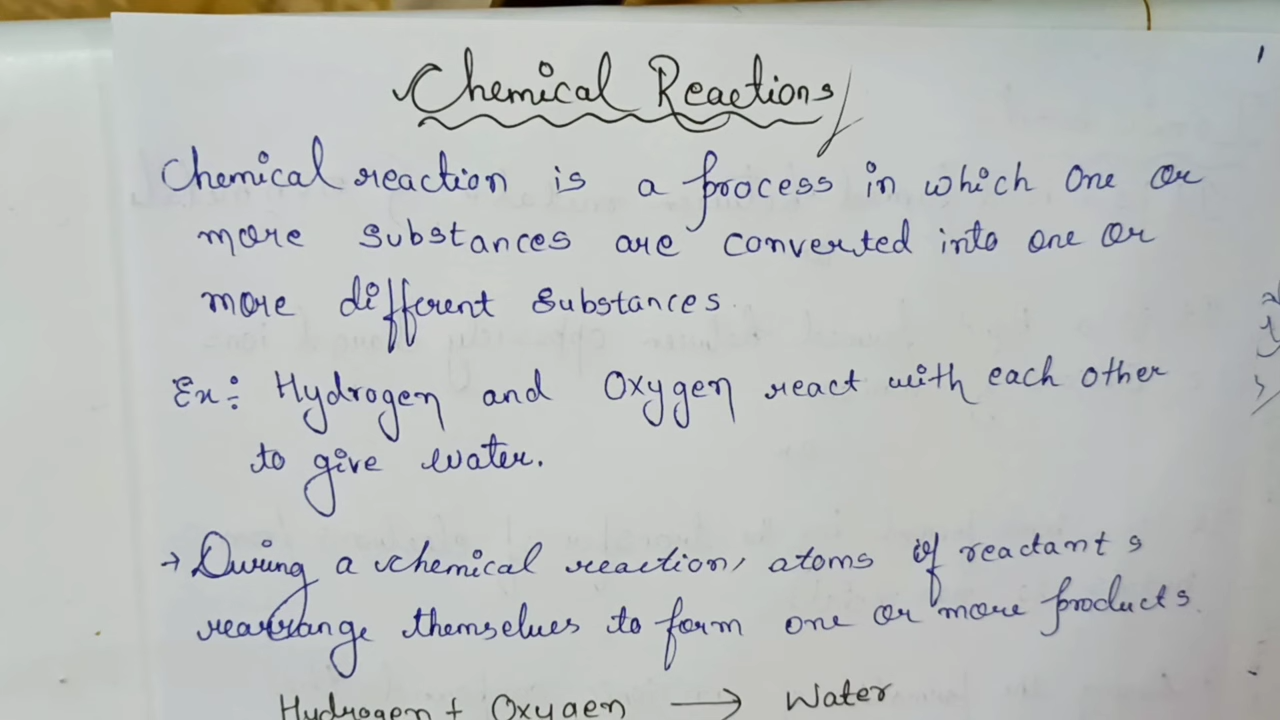 Chemical Reactions
Chemical reaction is a process in which one or
more substances are converted into one or
more different substances.
Ex:- Hydrogen and Oxygen react with each other
to give water.
→ During a chemical reaction, atoms of reactants
rearrange themselves to form one or more products.
Hydrogen + Oxygen → Water